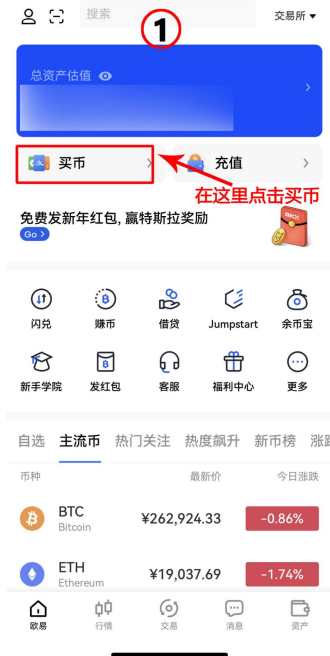 搜索
①
交易所 ▼
总资产估值
买币 >
充值 >
在这里点击买币
免费发新年红包, 赢特斯拉奖励
Go >
闪兑 赚币 借贷 Jumpstart 余币宝
新手学院 发红包 客服 福利中心 更多
自选 主流币 热门关注 热度飙升 新币榜 涨
币种 最新价 今日涨跌
BTC ¥262,924.33 -0.86%
Bitcoin
ETH ¥19,037.69 -1.74%
Ethereum
欧易 行情 交易 消息 资产